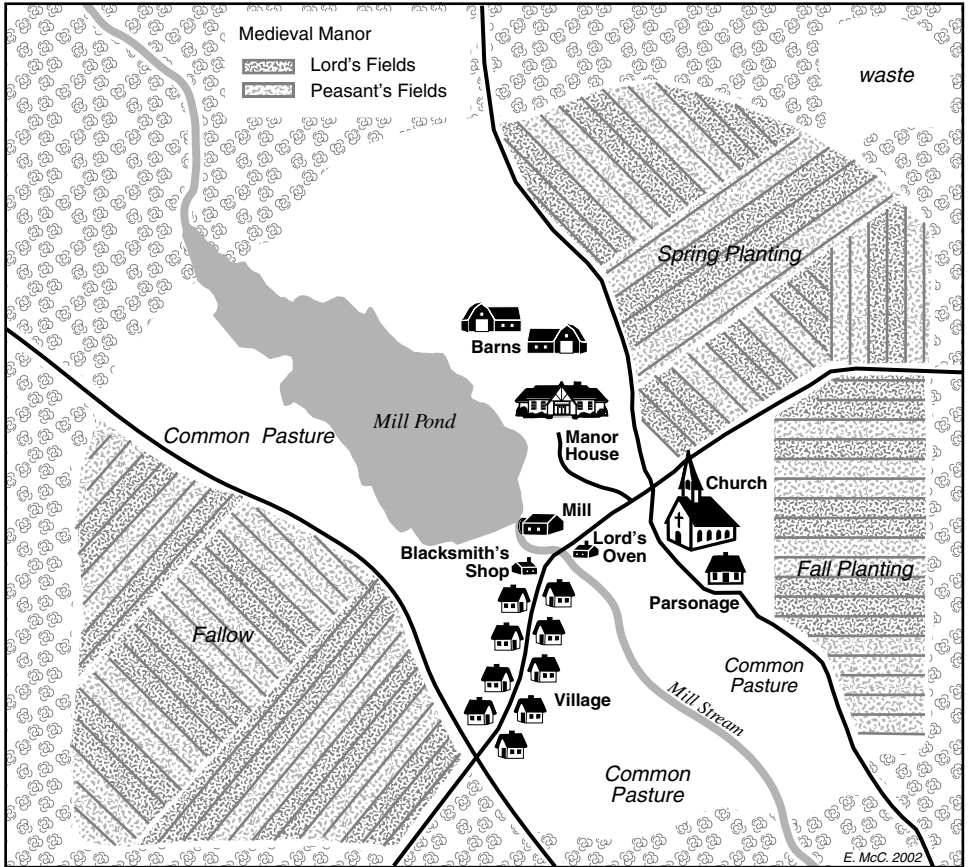 Medieval Manor
Lord's Fields
Peasant's Fields
waste
Spring Planting
Barns
Mill Pond
Common Pasture
Manor
House
Church
Mill
Lord's
Oven
Blacksmith's
Shop
Fall Planting
Parsonage
Fallow
Common
Pasture
Village
Mill Stream
Common
Pasture
E. McC. 2002